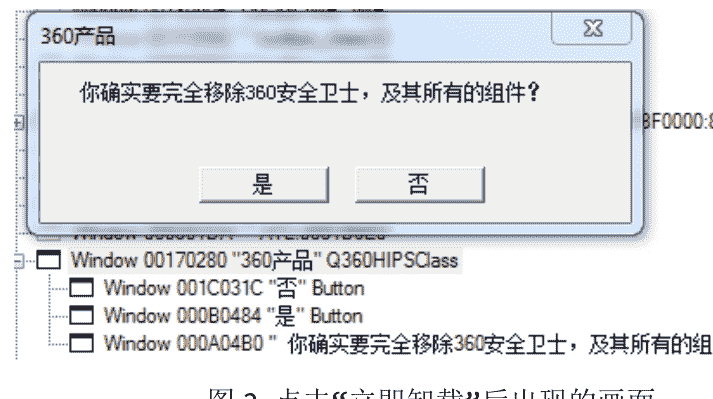 360产品
你确实要完全移除360安全卫士，及其所有的组件？
是
否
Window 00170280 "360产品" Q360HIPSClass
Window 001C031C "否" Button
Window 000B0484 "是" Button
Window 000A04B0 " 你确实要完全移除360安全卫士，及其所有的组